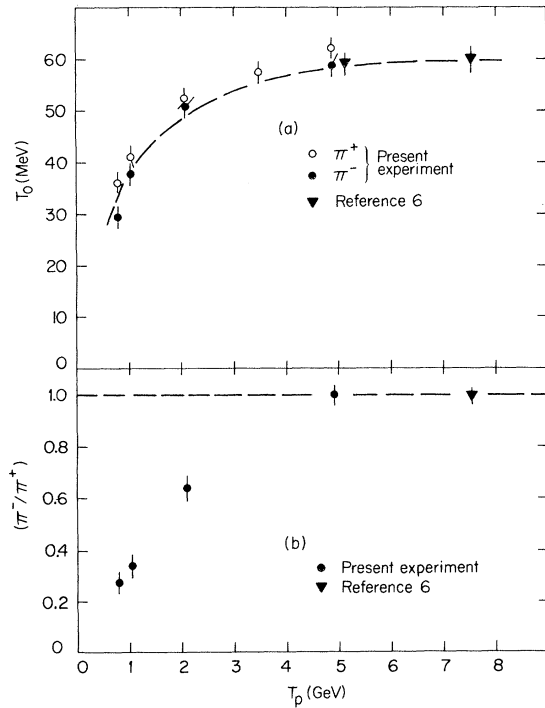 60
50
40
30
20
10
0
T₀ (MeV)
(a)
π⁺
π⁻
Present
experiment
Reference 6
1.0
0.8
0.6
0.4
0.2
0
(π⁻/π⁺)
(b)
Present experiment
Reference 6
0 1 2 3 4 5 6 7 8
Tₚ (GeV)